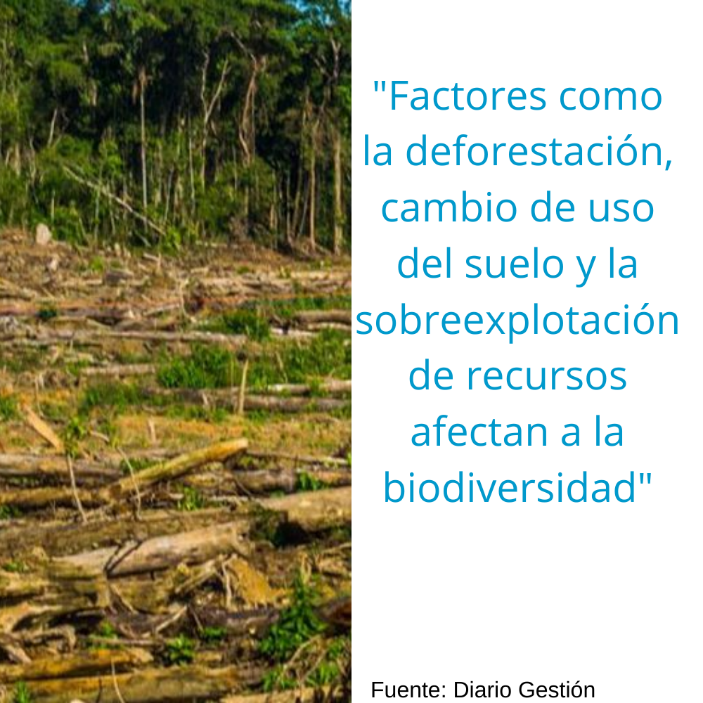 "Factores como
la deforestación,
cambio de uso
del suelo y la
sobreexplotación
de recursos
afectan a la
biodiversidad"
Fuente: Diario Gestión